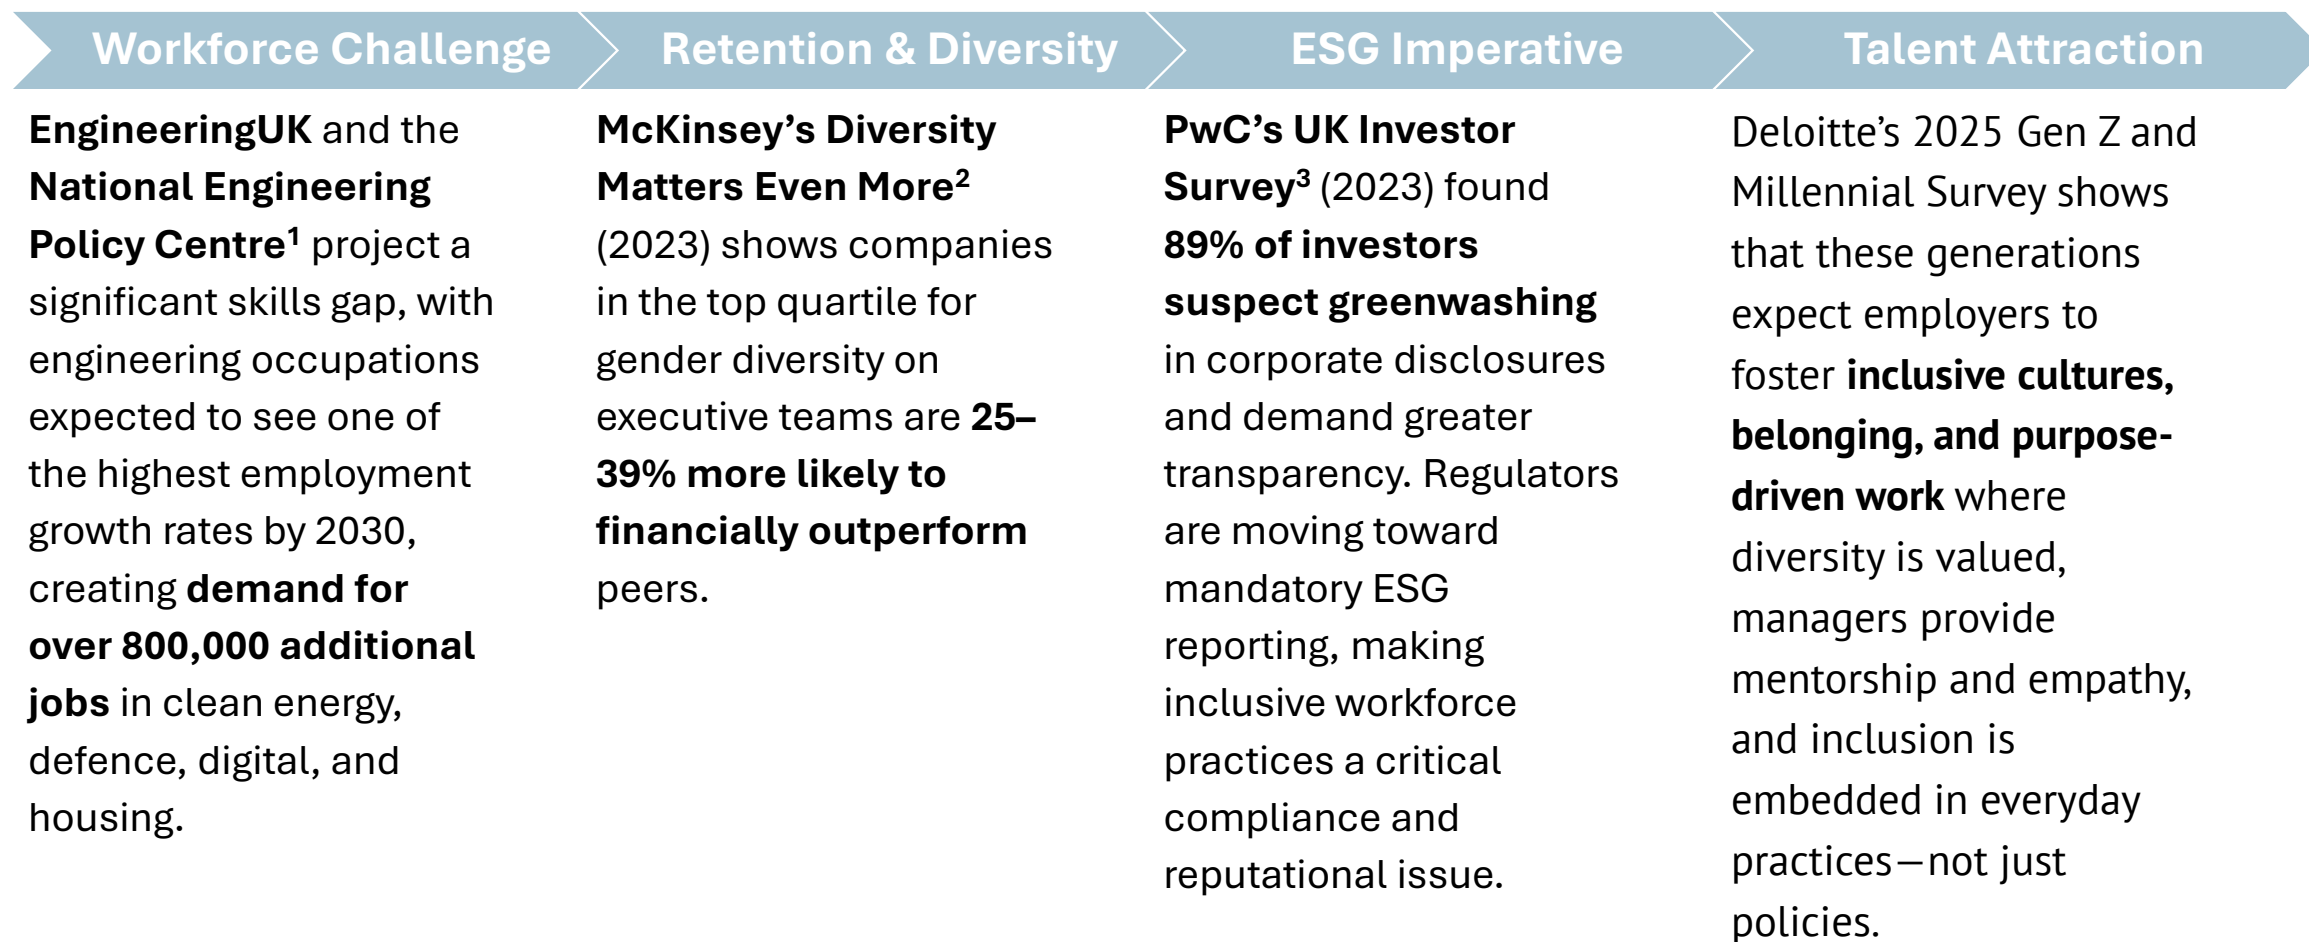 Workforce Challenge
Retention & Diversity
ESG Imperative
Talent Attraction
EngineeringUK and the
National Engineering
Policy Centre¹ project a
significant skills gap, with
engineering occupations
expected to see one of
the highest employment
growth rates by 2030,
creating demand for
over 800,000 additional
jobs in clean energy,
defence, digital, and
housing.
McKinsey’s Diversity
Matters Even More²
(2023) shows companies
in the top quartile for
gender diversity on
executive teams are 25–
39% more likely to
financially outperform
peers.
PwC’s UK Investor
Survey³ (2023) found
89% of investors
suspect greenwashing
in corporate disclosures
and demand greater
transparency. Regulators
are moving toward
mandatory ESG
reporting, making
inclusive workforce
practices a critical
compliance and
reputational issue.
Deloitte’s 2025 Gen Z and
Millennial Survey shows
that these generations
expect employers to
foster inclusive cultures,
belonging, and purpose-
driven work where
diversity is valued,
managers provide
mentorship and empathy,
and inclusion is
embedded in everyday
practices—not just
policies.